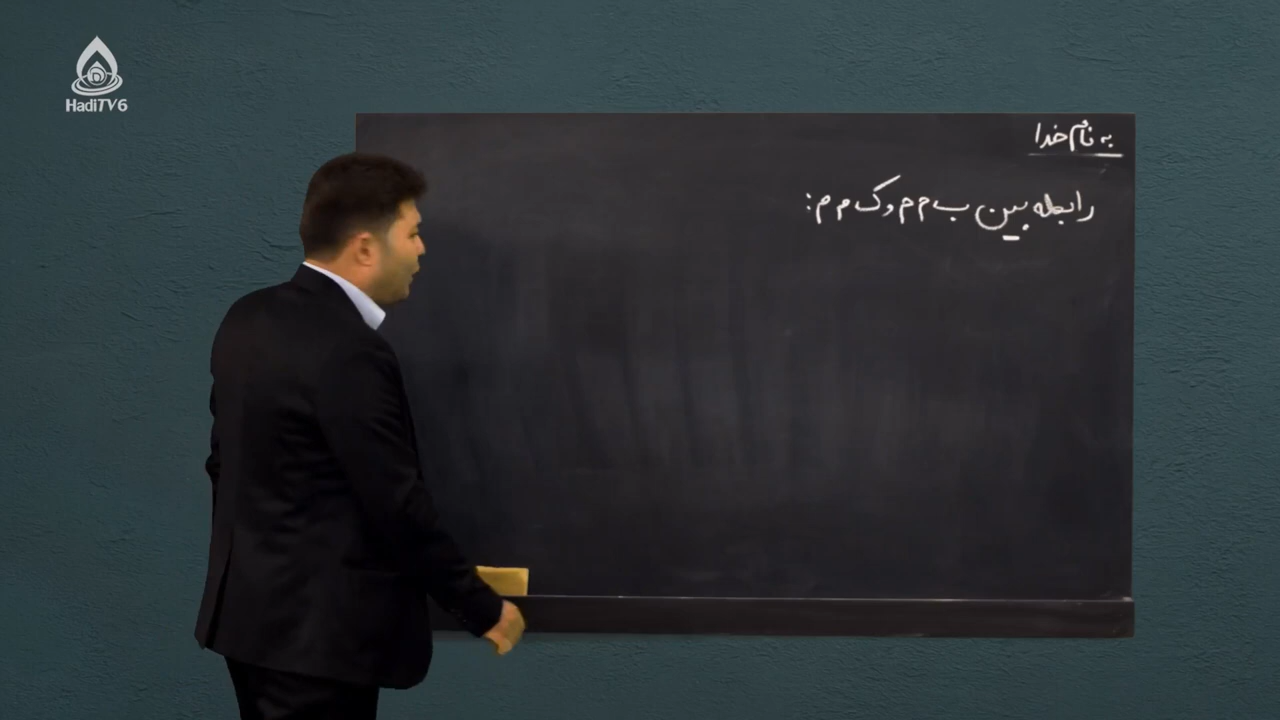 HadiTV6
به نام خدا
رابطه بین ب م م و ک م م: